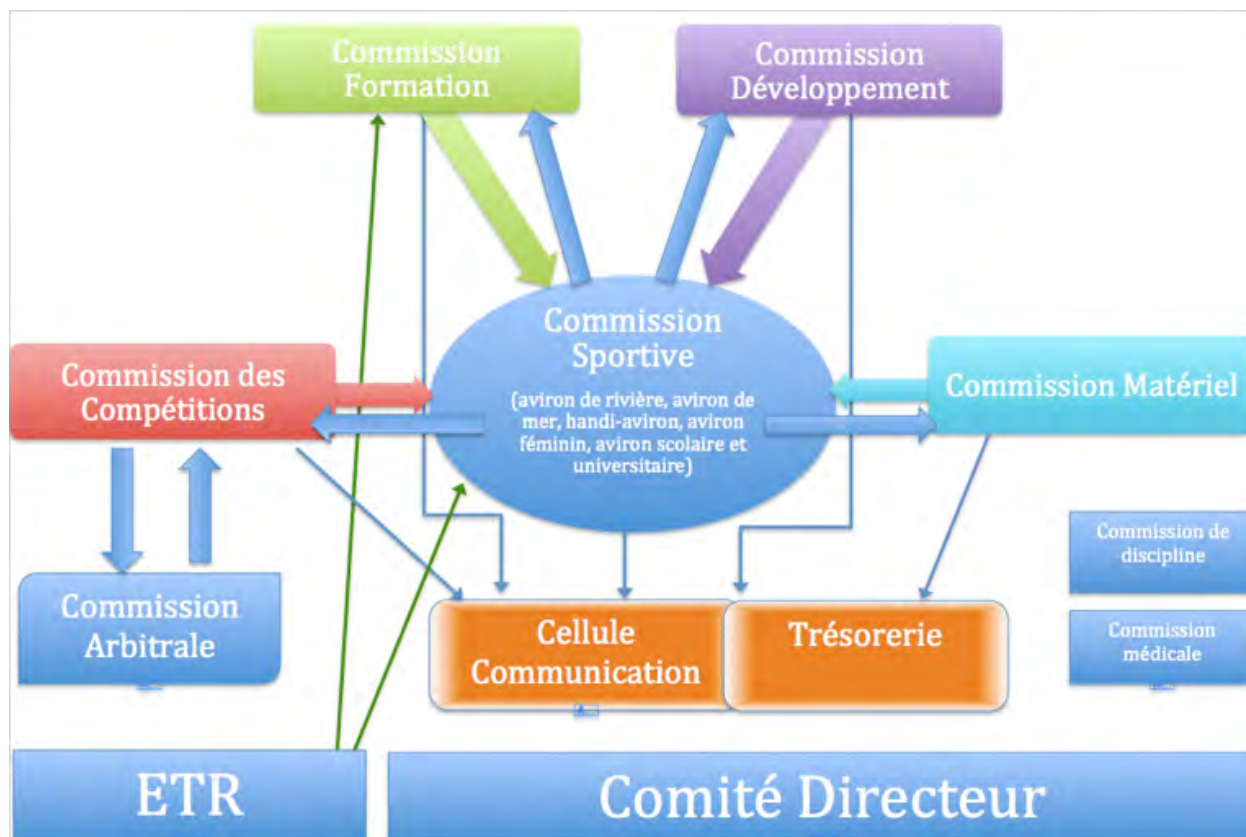 Commission
Formation
Commission
Développement
Commission
Sportive
(aviron de rivière, aviron de
mer, handi-aviron, aviron
féminin, aviron scolaire et
universitaire)
Commission des
Compétitions
Commission Matériel
Commission
Arbitrale
Cellule
Communication
Trésorerie
Commission de
discipline
Commission
médicale
ETR
Comité Directeur